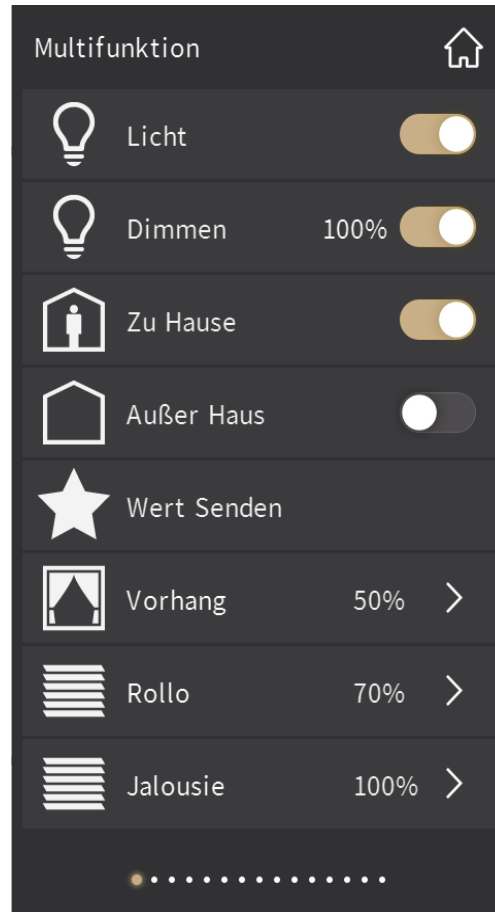 Multifunktion
Licht
Dimmen 100%
Zu Hause
Außer Haus
Wert Senden
Vorhang 50%
Rollo 70%
Jalousie 100%